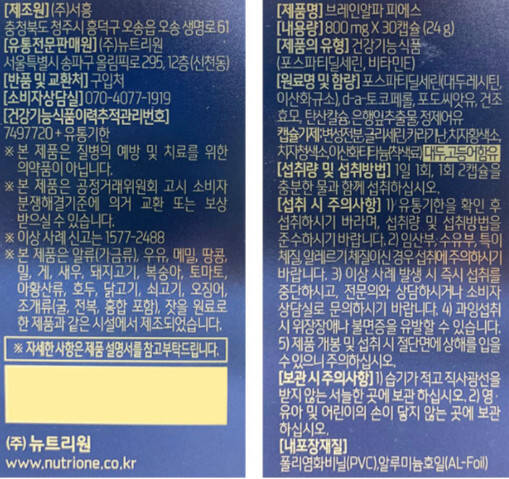 [제조원] (주)서흥
충청북도 청주시 흥덕구 오송읍 오송 생명로 61
[유통전문판매원] (주)뉴트리원
서울특별시 송파구 올림픽로 295, 12층(신천동)
[반품 및 교환처] 구입처
[소비자상담실] 070-4077-1919
[건강기능식품이력추적관리번호]
7497720 + 유통기한
※ 본 제품은 질병의 예방 및 치료를 위한
의약품이 아닙니다.
※ 본 제품은 공정거래위원회 고시 소비자
분쟁해결기준에 의거 교환 또는 보상
받으실 수 있습니다.
※ 이상 사례 신고는 1577-2488
※ 본 제품은 알류(가금류), 우유, 메밀, 땅콩,
밀, 게, 새우, 돼지고기, 복숭아, 토마토,
아황산류, 호두, 닭고기, 쇠고기, 오징어,
조개류(굴, 전복, 홍합 포함), 잣을 원료로
한 제품과 같은 시설에서 제조되었습니다.
※ 자세한 사항은 제품 설명서를 참고부탁드립니다.
(주) 뉴트리원
www.nutrione.co.kr
[제품명] 브레인알파 피에스
[내용량] 800 mg X 30캡슐 (24 g)
[제품의 유형] 건강기능식품
(포스파티딜세린, 비타민E)
[원료명 및 함량] 포스파티딜세린(대두레시틴,
이산화규소), d-a-토코페롤, 포도씨앗유, 건조
효모, 탄산칼슘, 은행잎추출물, 정제어유
캡슐기제:변성전분,글리세린,카라기난,치자황색소,
치자청색소,이산화티타늄(착색료) 대두,고등어함유
[섭취량 및 섭취방법] 1일 1회, 1회 2캡슐을
충분한 물과 함께 섭취하십시오.
[섭취 시 주의사항] 1) 유통기한을 확인 후
섭취하시기 바라며, 섭취량 및 섭취방법을
준수하시기 바랍니다. 2) 임산부, 수유부, 특이
체질, 알레르기 체질이신 경우 섭취에 주의하시기
바랍니다. 3) 이상 사례 발생 시 즉시 섭취를
중단하시고, 전문의와 상담하시거나 소비자
상담실로 문의하시기 바랍니다. 4) 과잉섭취
시 위장장애나 불면증을 유발할 수 있습니다.
5) 제품 개봉 및 섭취 시 절단면에 상해를 입을
수 있으니 주의하십시오.
[보관 시 주의사항] 1) 습기가 적고 직사광선을
받지 않는 서늘한 곳에 보관 하십시오. 2) 영·
유아 및 어린이의 손이 닿지 않는 곳에 보관
하십시오.
[내포장재질]
폴리염화비닐(PVC),알루미늄호일(AL-Foil)